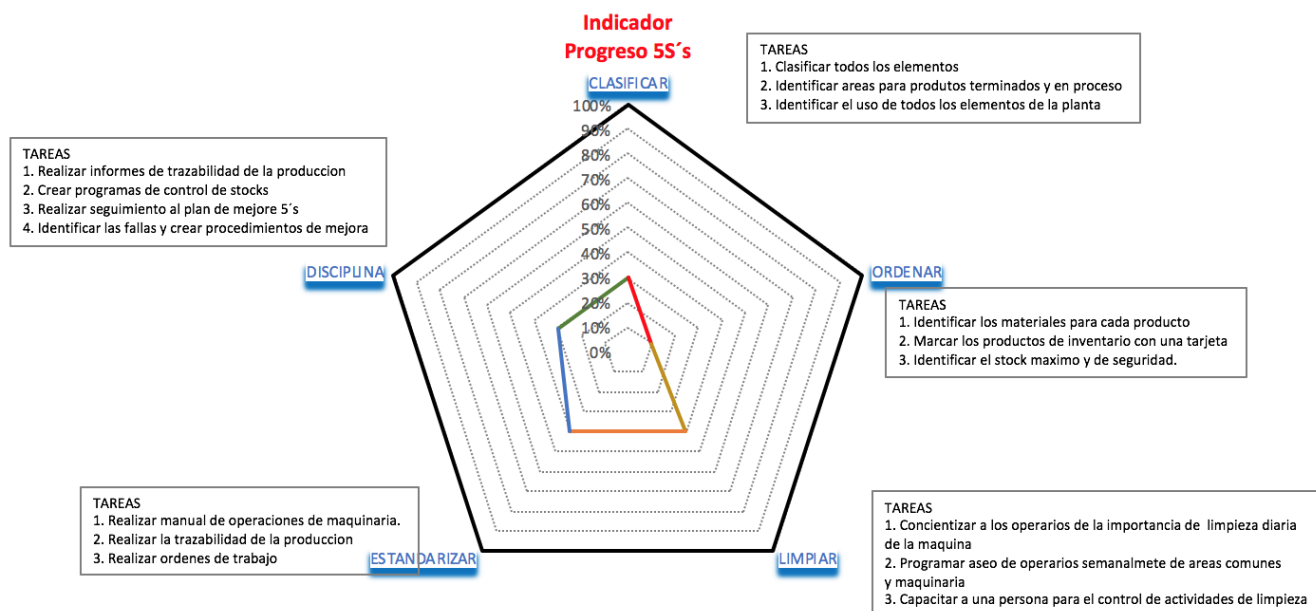 Indicador
Progreso 5S´s
CLASIFICAR
TAREAS
1. Clasificar todos los elementos
2. Identificar areas para produtos terminados y en proceso
3. Identificar el uso de todos los elementos de la planta
100%
90%
80%
70%
60%
50%
40%
30%
20%
10%
0%
TAREAS
1. Realizar informes de trazabilidad de la produccion
2. Crear programas de control de stocks
3. Realizar seguimiento al plan de mejore 5´s
4. Identificar las fallas y crear procedimientos de mejora
DISCIPLINA
ORDENAR
TAREAS
1. Identificar los materiales para cada producto
2. Marcar los productos de inventario con una tarjeta
3. Identificar el stock maximo y de seguridad.
TAREAS
1. Realizar manual de operaciones de maquinaria.
2. Realizar la trazabilidad de la produccion
3. Realizar ordenes de trabajo
ESTANDARIZAR
LIMPIAR
TAREAS
1. Concientizar a los operarios de la importancia de limpieza diaria
de la maquina
2. Programar aseo de operarios semanalmete de areas comunes
y maquinaria
3. Capacitar a una persona para el control de actividades de limpieza